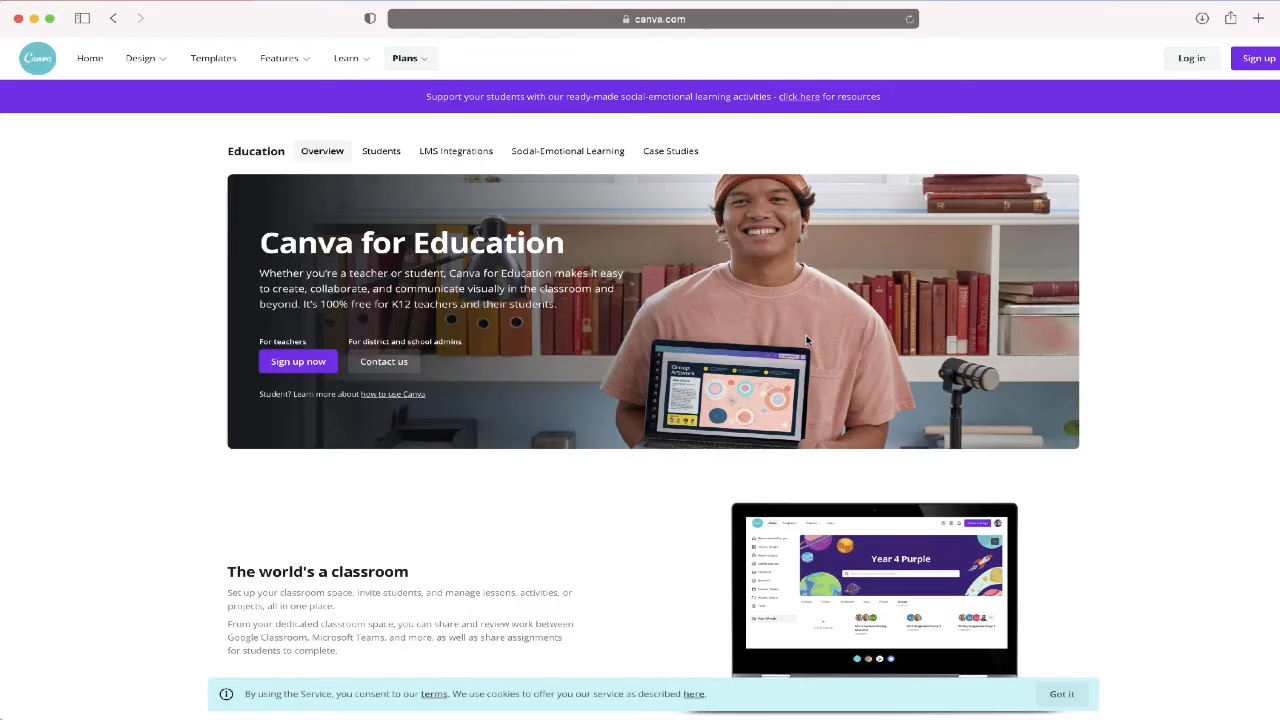 canva.com
Canva
Home
Design
Templates
Features
Learn
Plans
Log in
Sign up
Support your students with our ready-made social-emotional learning activities - click here for resources
Education
Overview
Students
LMS Integrations
Social-Emotional Learning
Case Studies
Canva for Education
Whether you're a teacher or student, Canva for Education makes it easy
to create, collaborate, and communicate visually in the classroom and
beyond. It's 100% free for K12 teachers and their students.
For teachers
For district and school admins
Sign up now
Contact us
Student? Learn more about how to use Canva
Group
Artwork
The world's a classroom
Set up your classroom space, invite students, and manage lessons, activities, or
projects, all in one place.
From your dedicated classroom space, you can share and review work between
Google Classroom, Microsoft Teams, and more, as well as share assignments
for students to complete.
Year 4 Purple
By using the Service, you consent to our terms. We use cookies to offer you our service as described here.
Got it